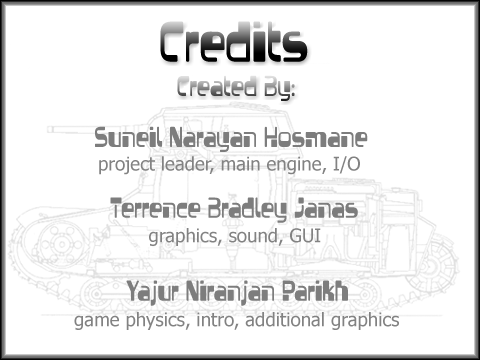 Credits
Created By:
Suneil Narayan Hosmane
project leader, main engine, I/O
Terrence Bradley Janas
graphics, sound, GUI
Yajur Niranjan Parikh
game physics, intro, additional graphics